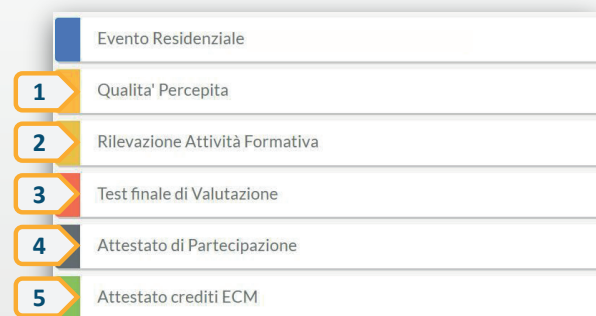 Evento Residenziale
1 Qualita' Percepita
2 Rilevazione Attività Formativa
3 Test finale di Valutazione
4 Attestato di Partecipazione
5 Attestato crediti ECM